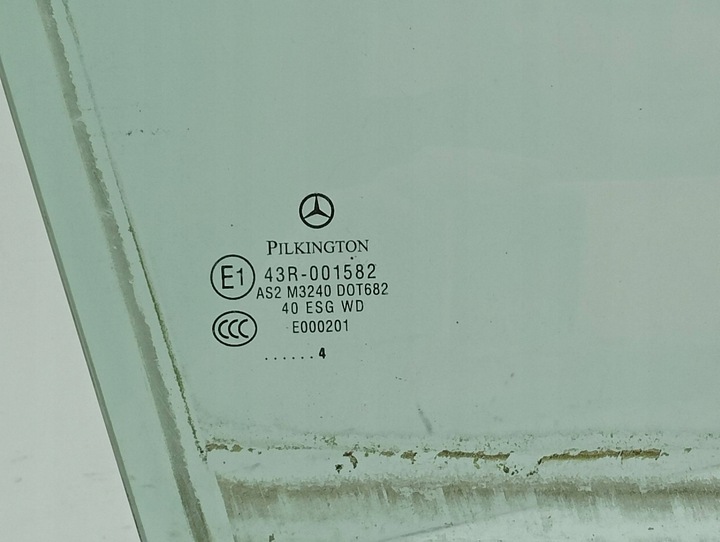 PILKINGTON
E1 43R-001582
AS2 M3240 DOT682
40 ESG WD
CCC E000201
......4